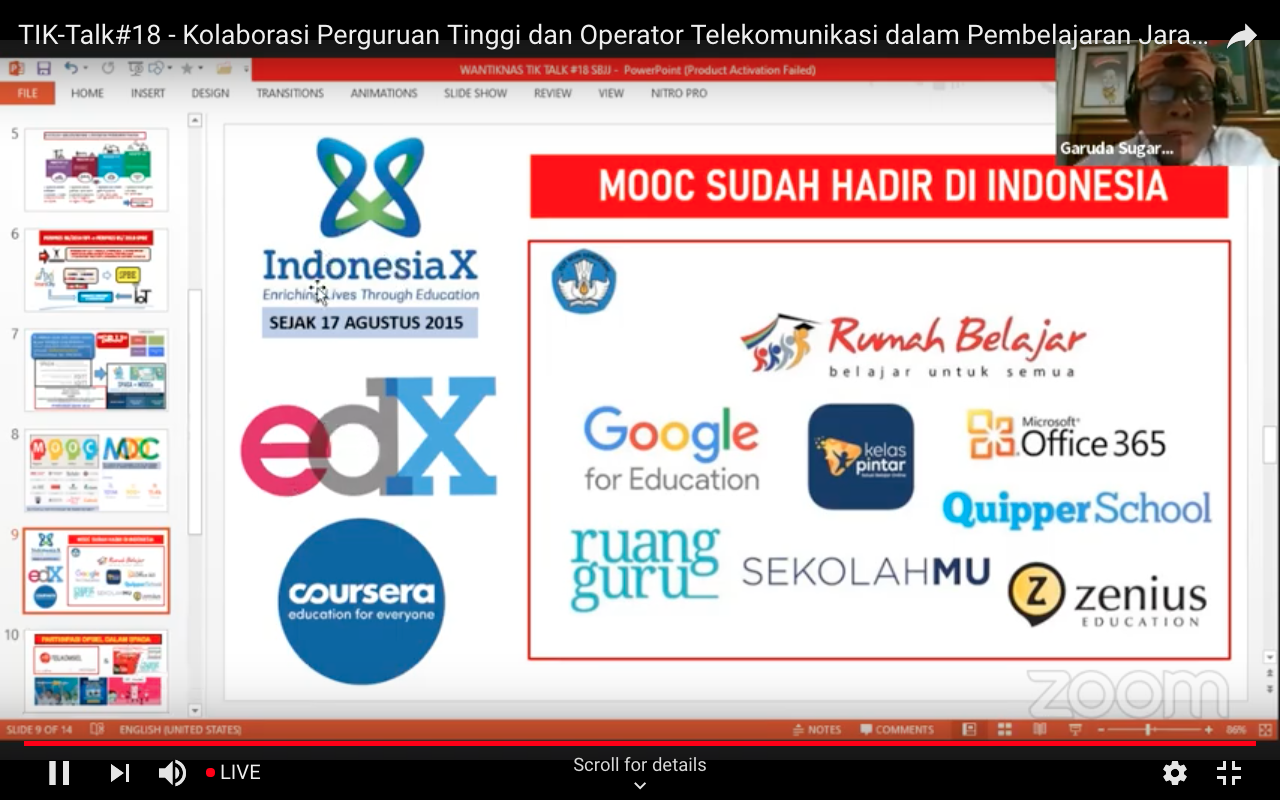 TIK-Talk#18 - Kolaborasi Perguruan Tinggi dan Operator Telekomunikasi dalam Pembelajaran Jara...
WANTIKNAS TIK TALK #18 SBJJ - PowerPoint (Product Activation Failed)
FILE HOME INSERT DESIGN TRANSITIONS ANIMATIONS SLIDE SHOW REVIEW VIEW NITRO PRO
Garuda Sugar...
5
6
7
8
9
10
IndonesiaX
Enriching Lives Through Education
SEJAK 17 AGUSTUS 2015
edX
coursera
education for everyone
MOOC SUDAH HADIR DI INDONESIA
Rumah Belajar
belajar untuk semua
Google
for Education
kelas
pintar
Microsoft
Office 365
Quipper School
ruang
guru
SEKOLAHMU
Z
zenius
EDUCATION
zoom
SLIDE 9 OF 14 ENGLISH (UNITED STATES) NOTES COMMENTS 86%
LIVE
Scroll for details